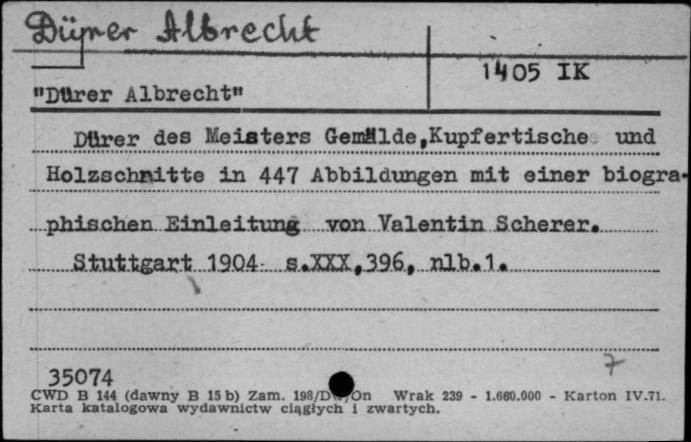 Dürer Albrecht
1405 IK
"Dürer Albrecht"
Dürer des Meisters Gemälde,Kupfertische und
Holzschnitte in 447 Abbildungen mit einer biogra-
phischen Einleitung von Valentin Scherer.
Stuttgart 1904 s.XXX,396, nlb.1.
7
35074
CWD B 144 (dawny B 15 b) Zam. 198/D /On Wrak 239 - 1.660.000 - Karton IV.71.
Karta katalogowa wydawnictw ciągłych i zwartych.